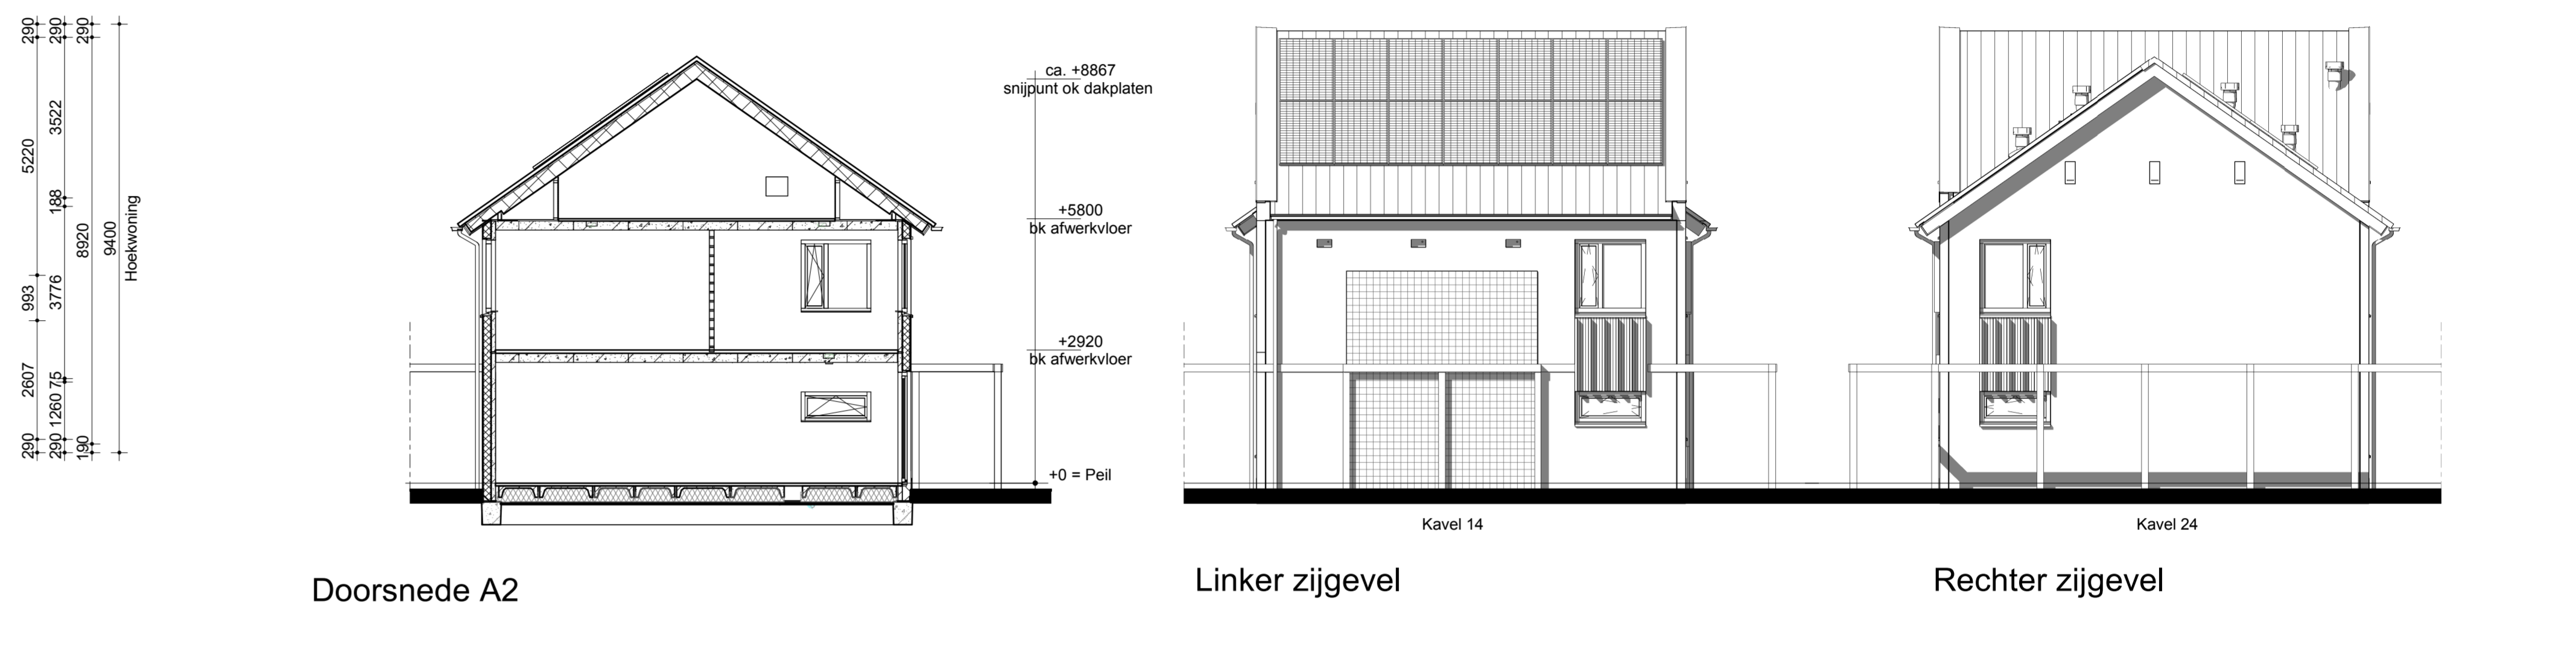 290
5220
993
2607
290
290
3522
188
3776
75
1260
290
290
8920
190
9400
Hoekwoning
ca. +8867
snijpunt ok dakplaten
+5800
bk afwerkvloer
+2920
bk afwerkvloer
+0 = Peil
Doorsnede A2
Kavel 14
Linker zijgevel
Kavel 24
Rechter zijgevel